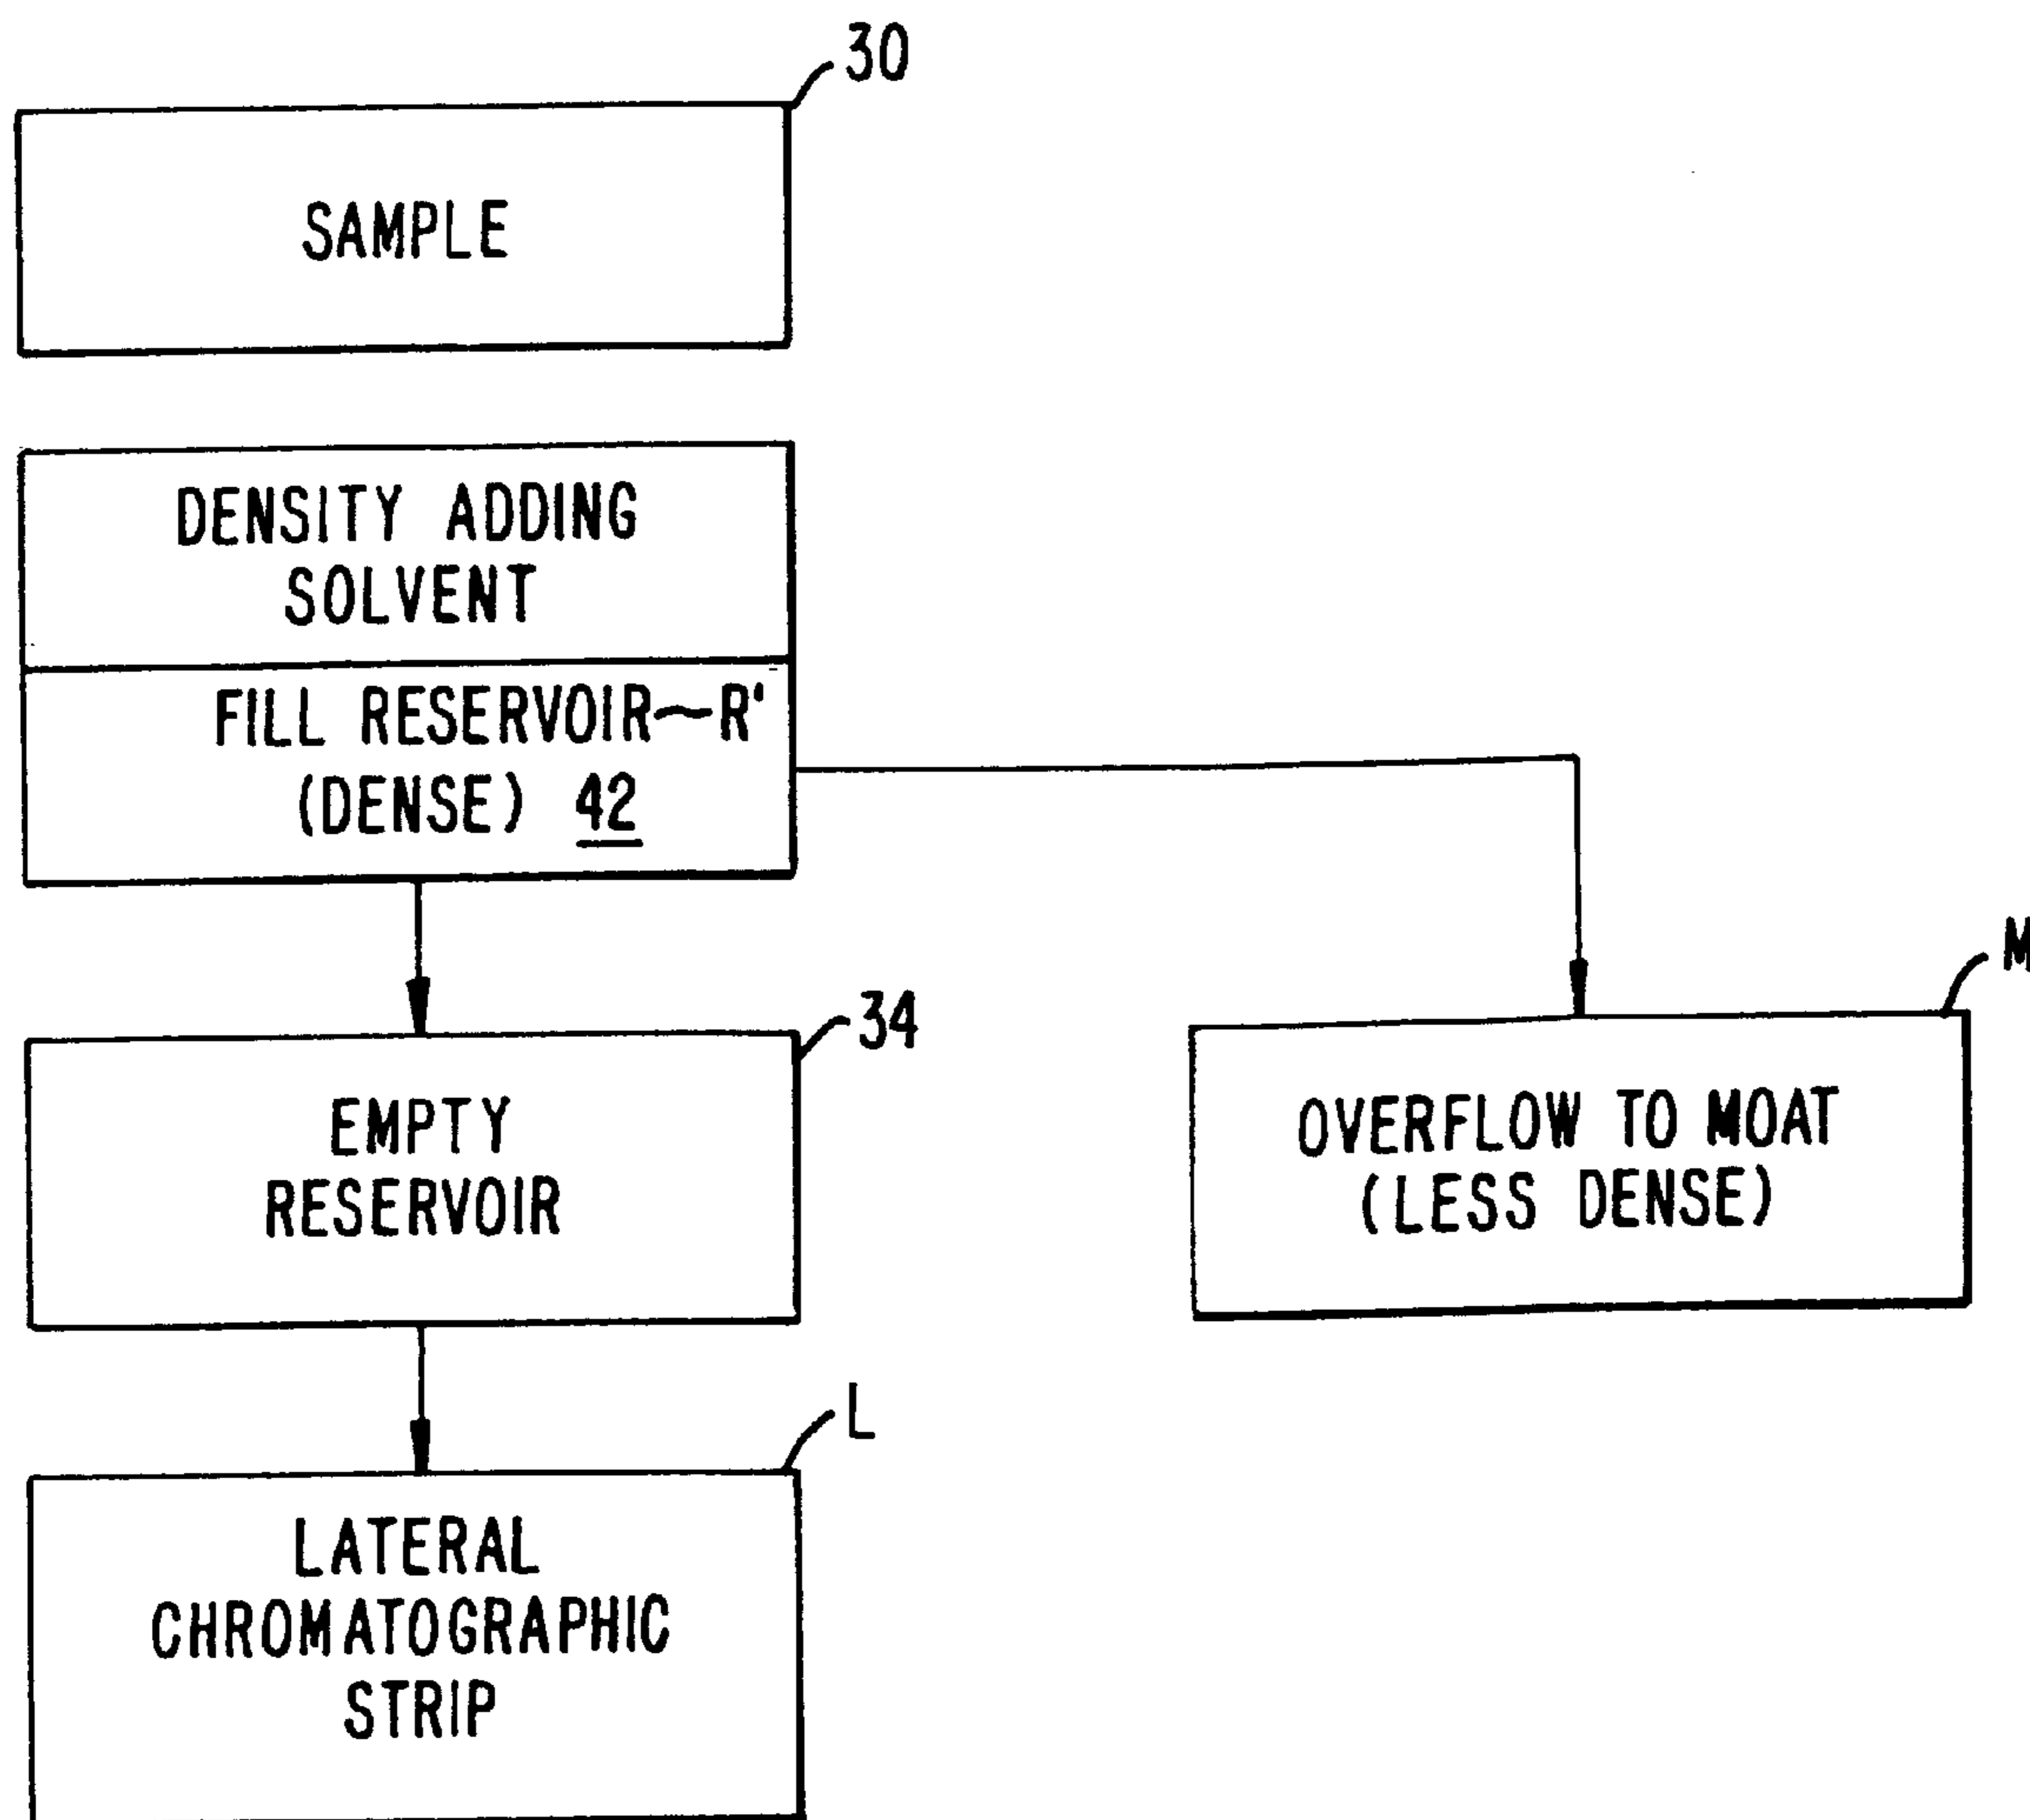 30
SAMPLE
DENSITY ADDING
SOLVENT
FILL RESERVOIR~R'
(DENSE) 42
34
EMPTY
RESERVOIR
M
OVERFLOW TO MOAT
(LESS DENSE)
L
LATERAL
CHROMATOGRAPHIC
STRIP